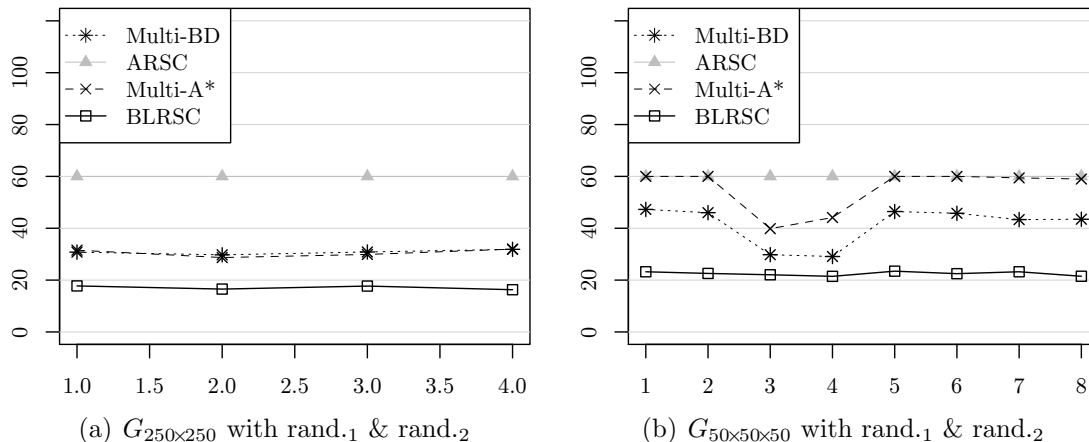 Multi-BD
ARSC
Multi-A*
BLRSC
0 20 40 60 80 100
1.0 1.5 2.0 2.5 3.0 3.5 4.0
(a) G250×250 with rand.1 & rand.2
Multi-BD
ARSC
Multi-A*
BLRSC
0 20 40 60 80 100
1 2 3 4 5 6 7 8
(b) G50×50×50 with rand.1 & rand.2